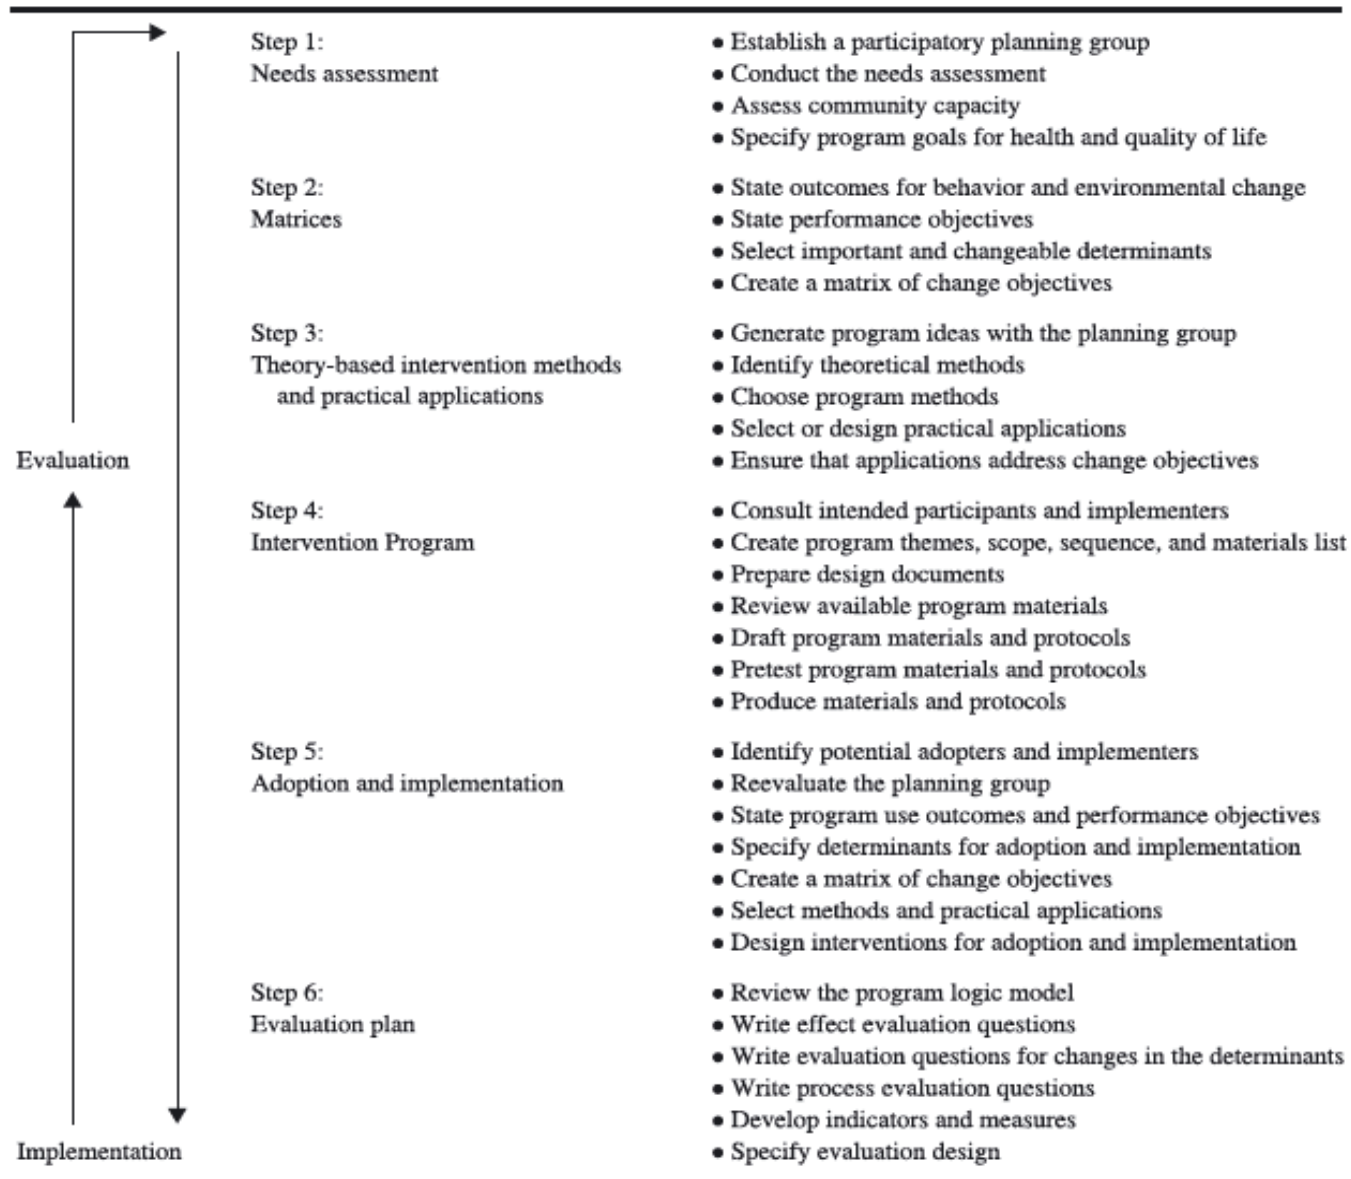 Step 1:
Needs assessment
• Establish a participatory planning group
• Conduct the needs assessment
• Assess community capacity
• Specify program goals for health and quality of life
Step 2:
Matrices
• State outcomes for behavior and environmental change
• State performance objectives
• Select important and changeable determinants
• Create a matrix of change objectives
Step 3:
Theory-based intervention methods
and practical applications
• Generate program ideas with the planning group
• Identify theoretical methods
• Choose program methods
• Select or design practical applications
• Ensure that applications address change objectives
Evaluation
Step 4:
Intervention Program
• Consult intended participants and implementers
• Create program themes, scope, sequence, and materials list
• Prepare design documents
• Review available program materials
• Draft program materials and protocols
• Pretest program materials and protocols
• Produce materials and protocols
Step 5:
Adoption and implementation
• Identify potential adopters and implementers
• Reevaluate the planning group
• State program use outcomes and performance objectives
• Specify determinants for adoption and implementation
• Create a matrix of change objectives
• Select methods and practical applications
• Design interventions for adoption and implementation
Step 6:
Evaluation plan
• Review the program logic model
• Write effect evaluation questions
• Write evaluation questions for changes in the determinants
• Write process evaluation questions
• Develop indicators and measures
• Specify evaluation design
Implementation